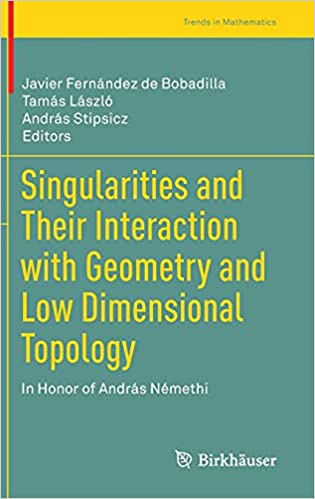 Trends in Mathematics
Javier Fernández de Bobadilla
Tamás László
András Stipsicz
Editors
Singularities and
Their Interaction
with Geometry and
Low Dimensional
Topology
In Honor of András Némethi
Birkhäuser